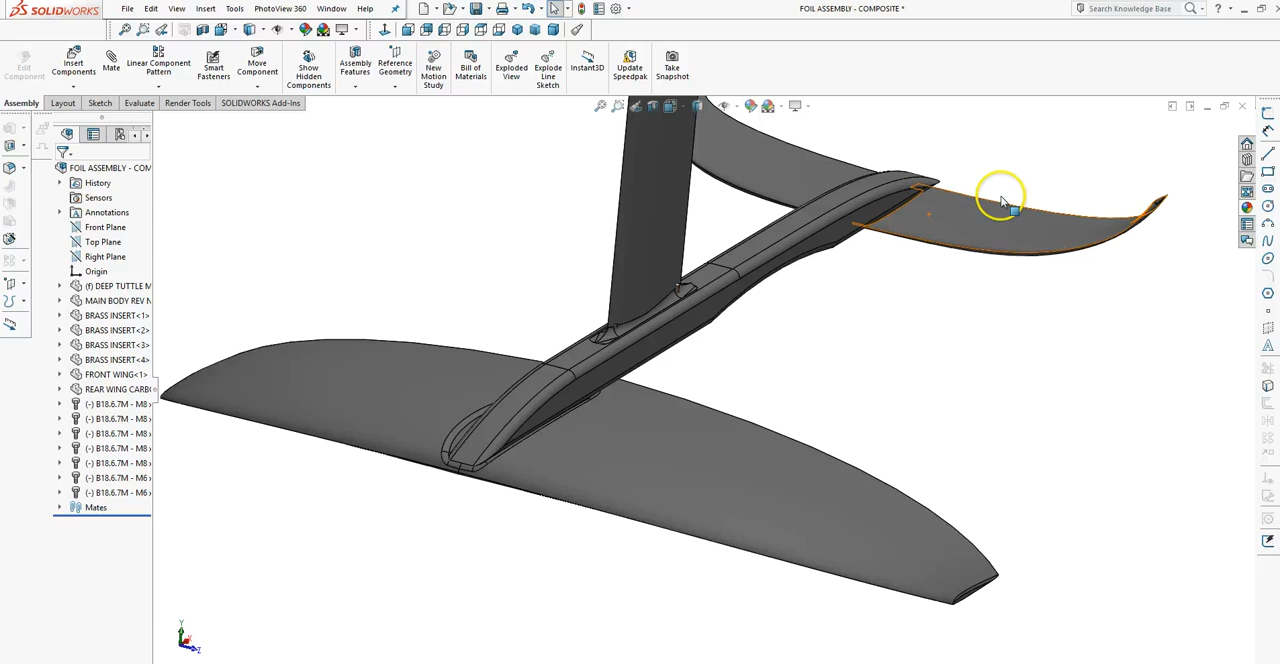 SOLIDWORKS File Edit View Insert Tools PhotoView 360 Window Help FOIL ASSEMBLY - COMPOSITE * Search Knowledge Base ?
Edit Component
Insert Components
Mate
Linear Component Pattern
Smart Fasteners
Move Component
Show Hidden Components
Assembly Features
Reference Geometry
New Motion Study
Bill of Materials
Exploded View
Explode Line Sketch
Instant3D
Update Speedpak
Take Snapshot
Assembly Layout Sketch Evaluate Render Tools SOLIDWORKS Add-Ins
FOIL ASSEMBLY - COM
History
Sensors
Annotations
Front Plane
Top Plane
Right Plane
Origin
(f) DEEP TUTTLE M
MAIN BODY REV N
BRASS INSERT<1>
BRASS INSERT<2>
BRASS INSERT<3>
BRASS INSERT<4>
FRONT WING<1>
REAR WING CARB
(-) B18.6.7M - M8
(-) B18.6.7M - M8
(-) B18.6.7M - M8
(-) B18.6.7M - M8
(-) B18.6.7M - M8
(-) B18.6.7M - M6
(-) B18.6.7M - M6
Mates
Y
X
Z